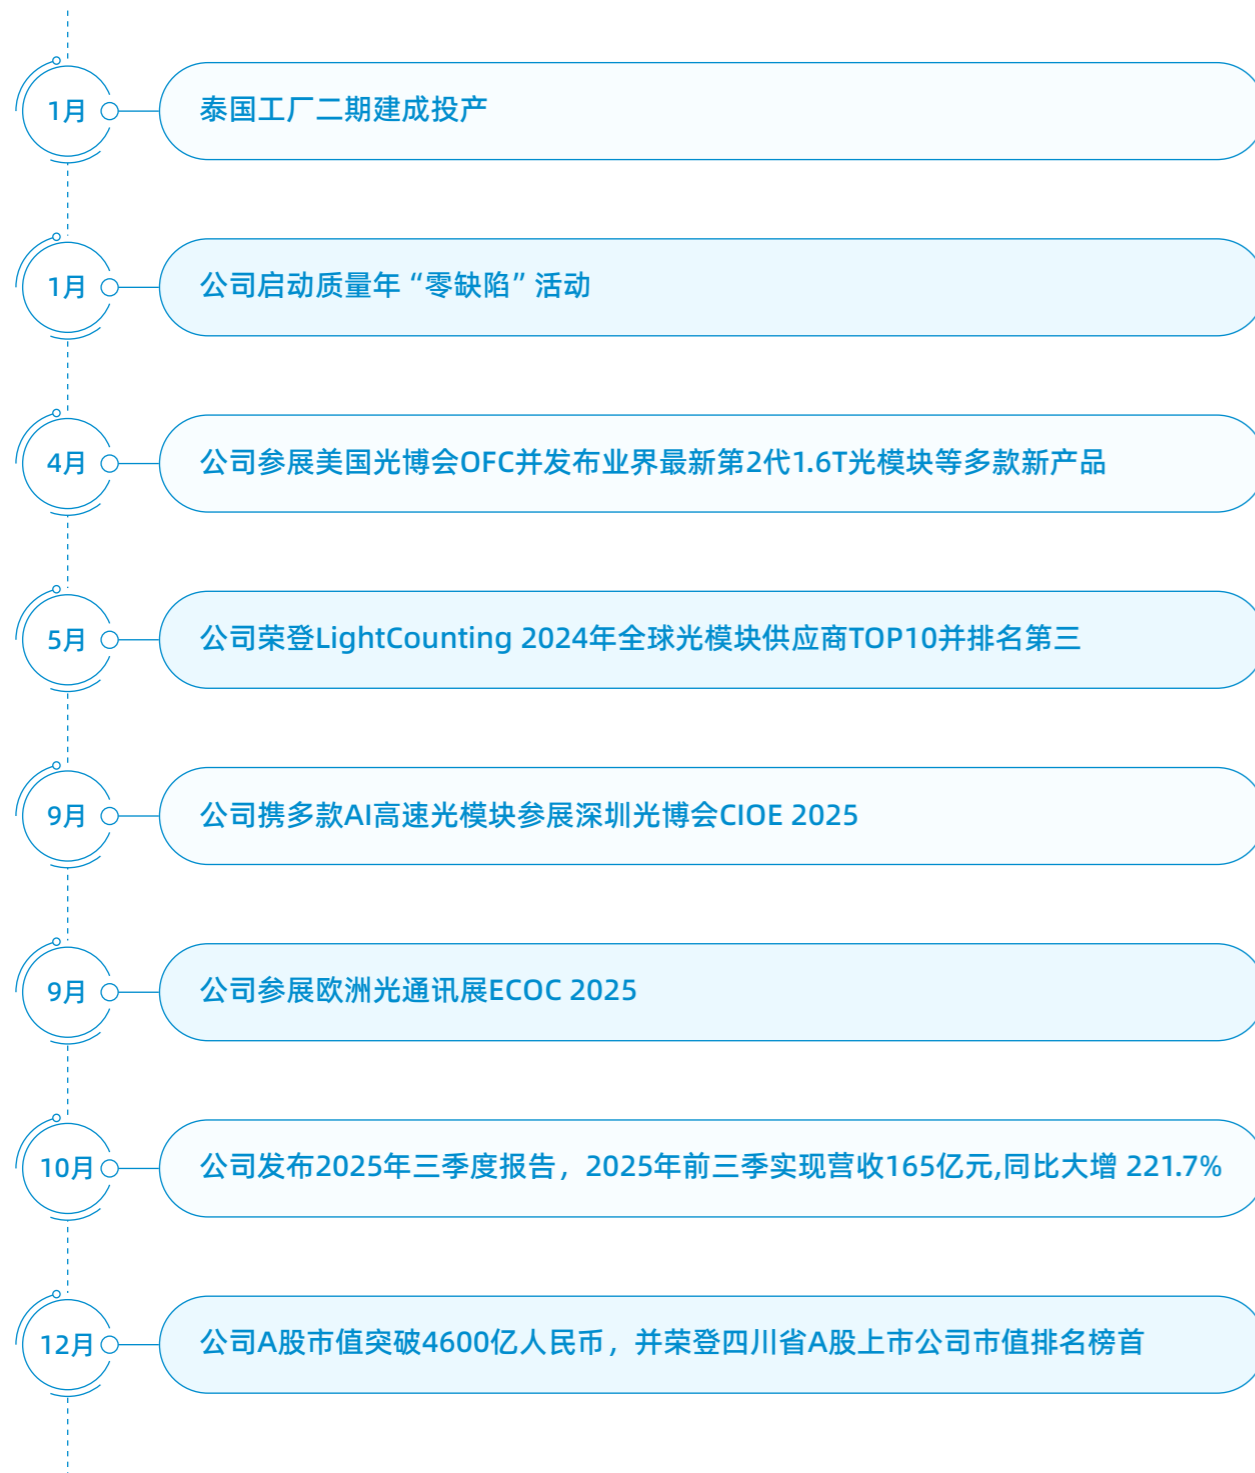 1月
泰国工厂二期建成投产
1月
公司启动质量年“零缺陷”活动
4月
公司参展美国光博会OFC并发布业界最新第2代1.6T光模块等多款新产品
5月
公司荣登LightCounting 2024年全球光模块供应商TOP10并排名第三
9月
公司携多款AI高速光模块参展深圳光博会CIOE 2025
9月
公司参展欧洲光通讯展ECOC 2025
10月
公司发布2025年三季度报告，2025年前三季实现营收165亿元,同比大增 221.7%
12月
公司A股市值突破4600亿人民币，并荣登四川省A股上市公司市值排名榜首